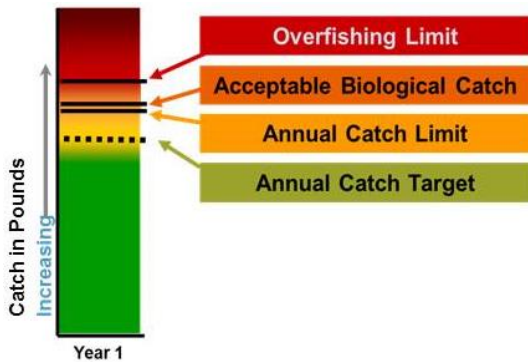 Overfishing Limit
Acceptable Biological Catch
Annual Catch Limit
Annual Catch Target
Catch in Pounds
Increasing
Year 1